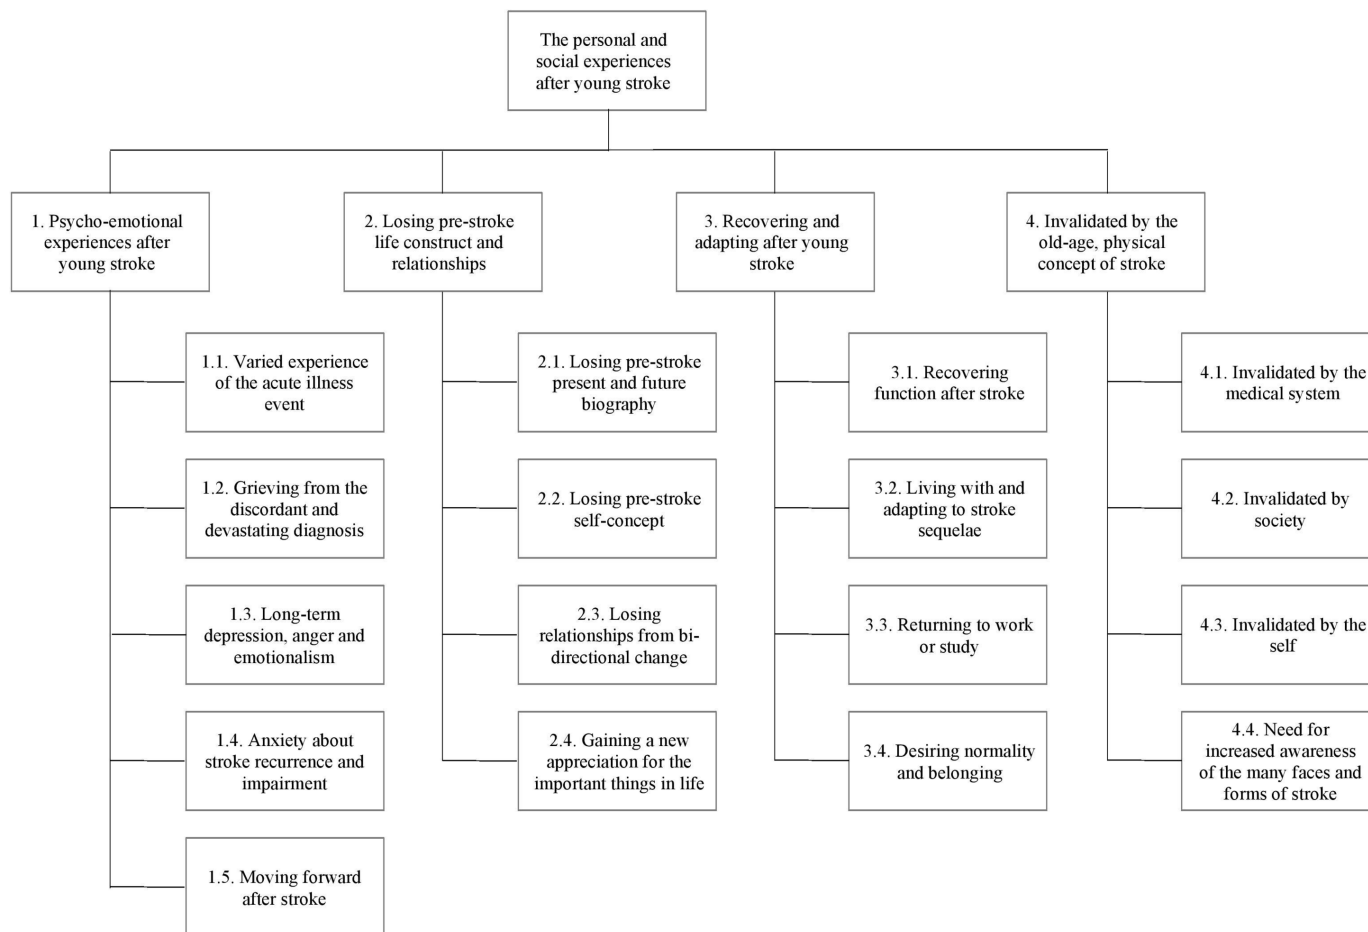 The personal and
social experiences
after young stroke
1. Psycho-emotional
experiences after
young stroke
2. Losing pre-stroke
life construct and
relationships
3. Recovering and
adapting after young
stroke
4. Invalidated by the
old-age, physical
concept of stroke
1.1. Varied experience
of the acute illness
event
1.2. Grieving from the
discordant and
devastating diagnosis
1.3. Long-term
depression, anger and
emotionalism
1.4. Anxiety about
stroke recurrence and
impairment
1.5. Moving forward
after stroke
2.1. Losing pre-stroke
present and future
biography
2.2. Losing pre-stroke
self-concept
2.3. Losing
relationships from bi-
directional change
2.4. Gaining a new
appreciation for the
important things in life
3.1. Recovering
function after stroke
3.2. Living with and
adapting to stroke
sequelae
3.3. Returning to work
or study
3.4. Desiring normality
and belonging
4.1. Invalidated by the
medical system
4.2. Invalidated by
society
4.3. Invalidated by the
self
4.4. Need for
increased awareness
of the many faces and
forms of stroke